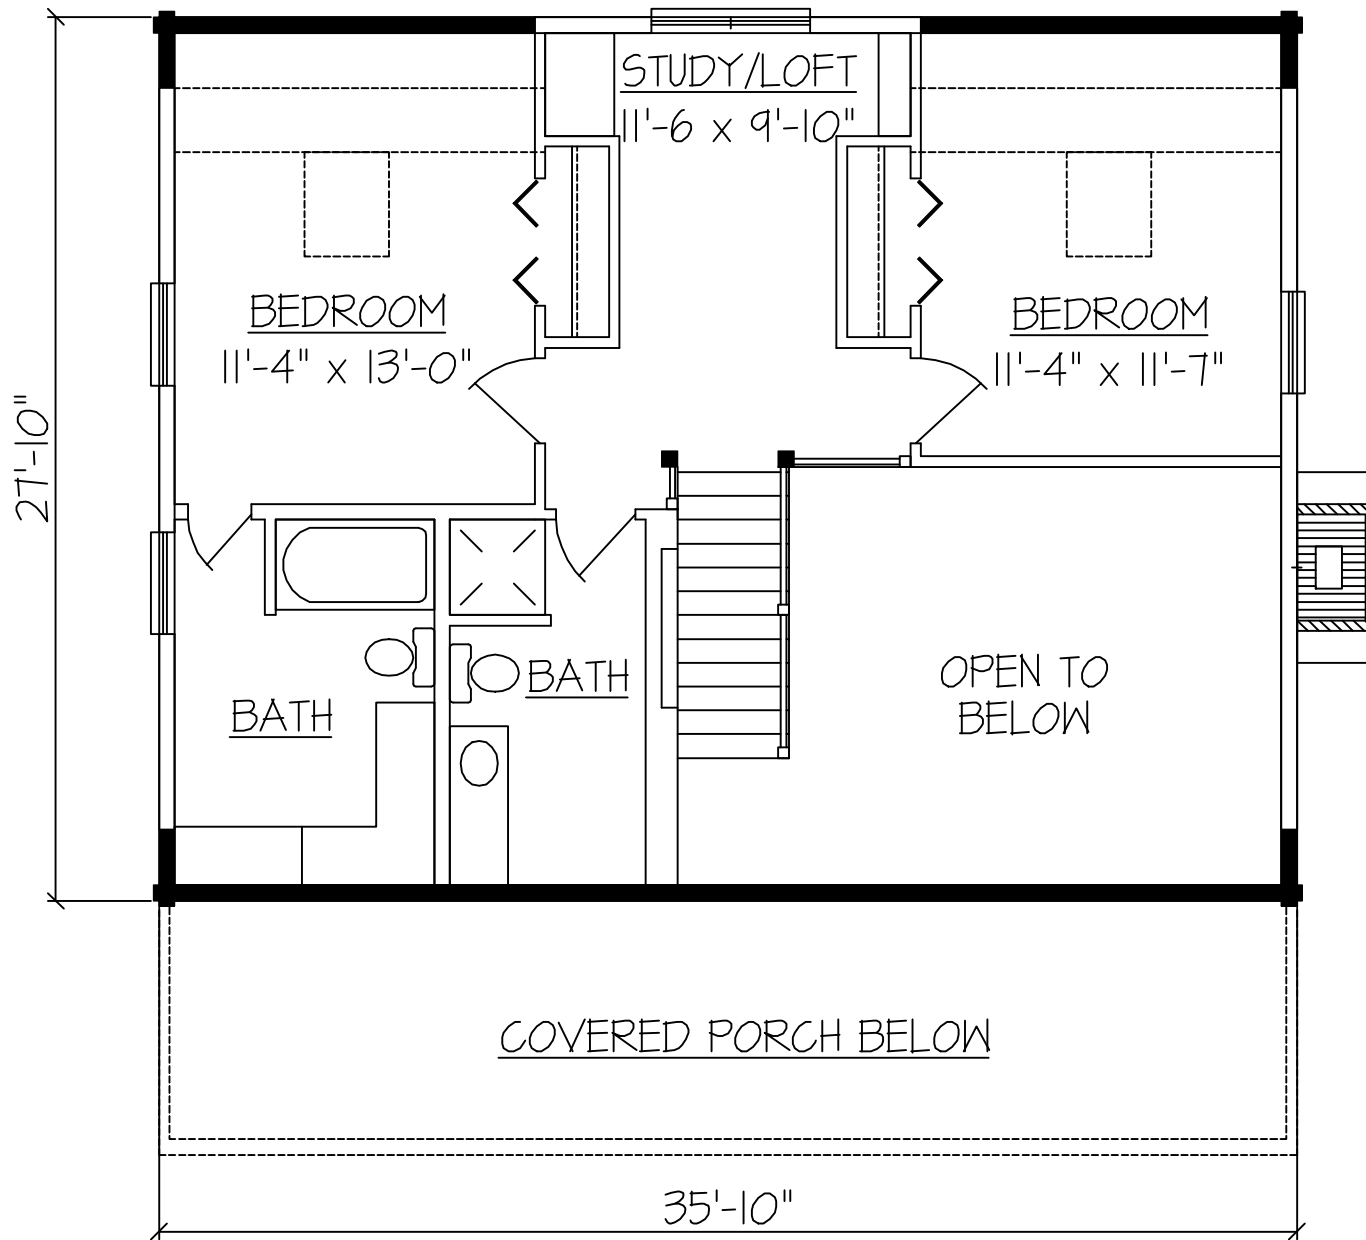 STUDY/LOFT
11'-6 x 9'-10"
BEDROOM
11'-4" x 13'-0"
BEDROOM
11'-4" x 11'-7"
27'-10"
BATH
BATH
OPEN TO
BELOW
COVERED PORCH BELOW
35'-10"